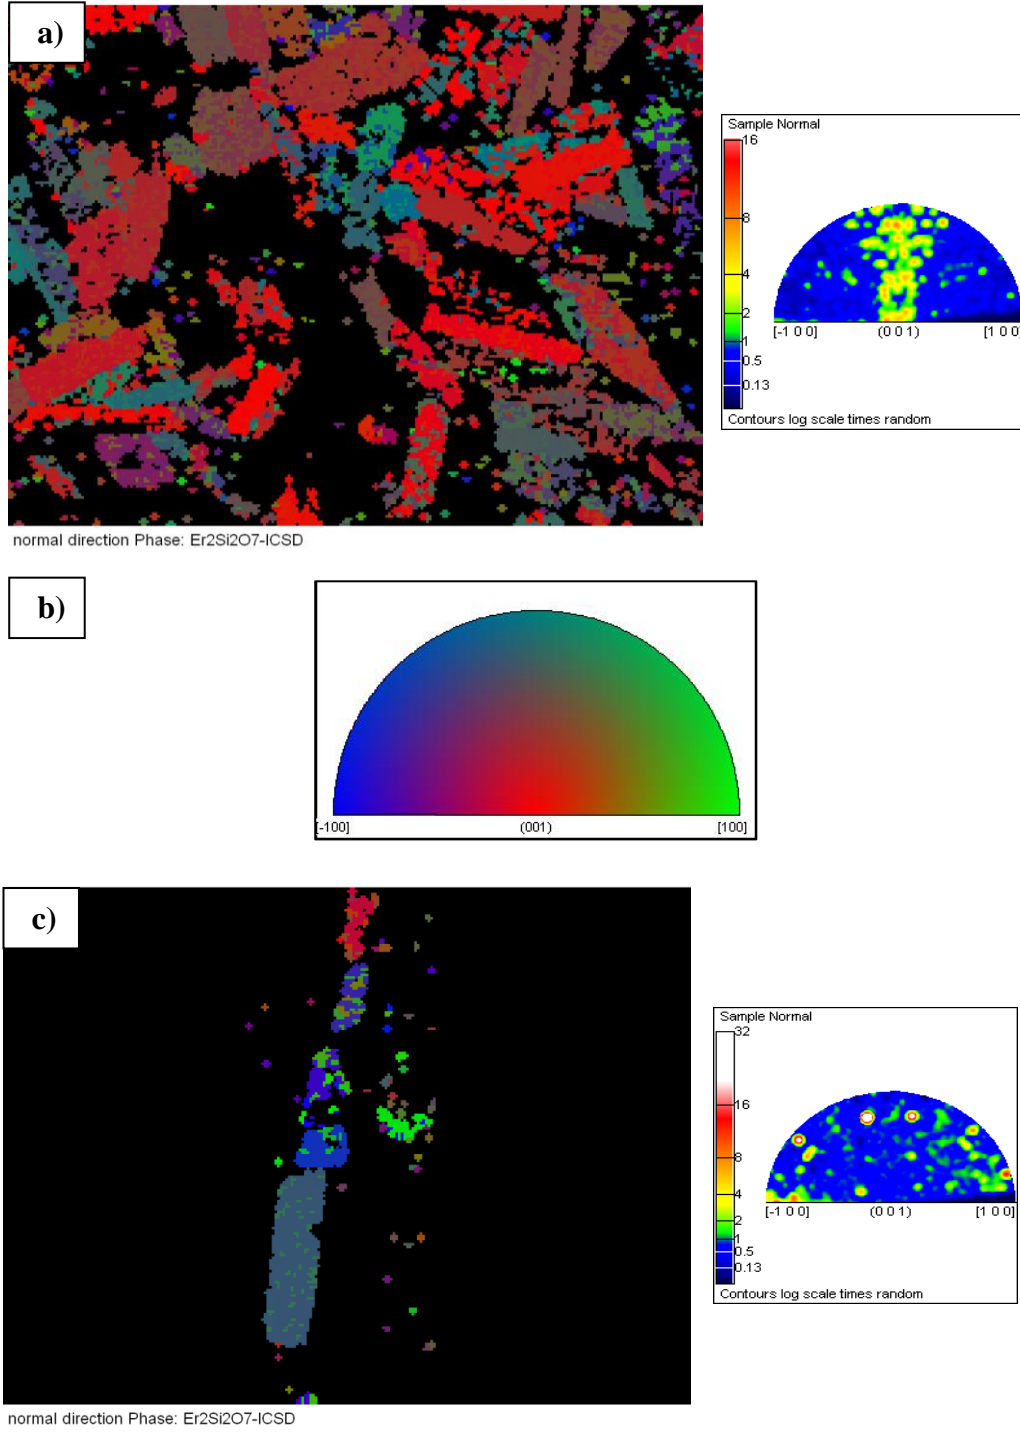 a)
Sample Normal
16
8
4
2
1
0.5
0.13
[-1 0 0] (0 0 1) [1 0 0]
Contours log scale times random
normal direction Phase: Er2Si2O7-ICSD
b)
[-100] (001) [100]
c)
Sample Normal
32
16
8
4
2
1
0.5
0.13
[-1 0 0] (0 0 1) [1 0 0]
Contours log scale times random
normal direction Phase: Er2Si2O7-ICSD